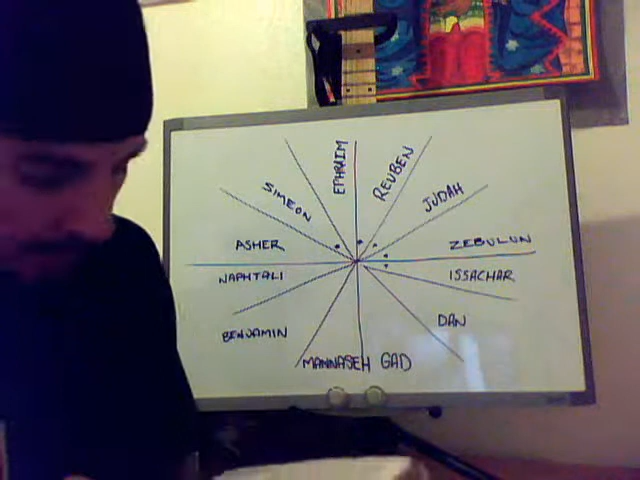 EPHRAIM
REUBEN
SIMEON
JUDAH
ASHER
ZEBULUN
NAPHTALI
ISSACHAR
BENJAMIN
DAN
MANNASEH GAD